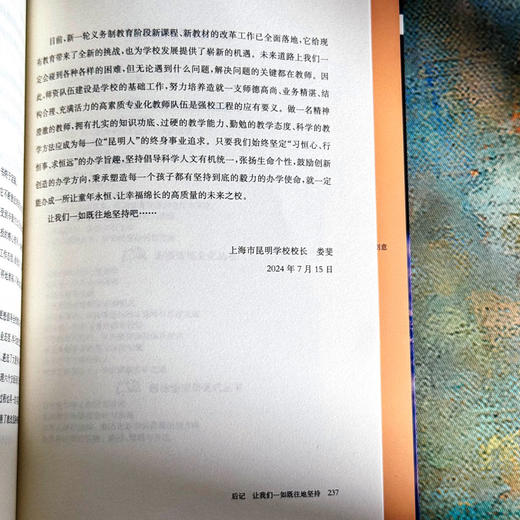 目前，新一轮义务制教育阶段新课程、新教材的改革工作已全面落地，它给现
有教育带来了全新的挑战，也为学校发展提供了崭新的机遇。未来道路上我们一
定会碰到各种各样的困难，但无论遇到什么问题，解决问题的关键都在教师。因
此，师资队伍建设是学校的基础工作，努力培养造就一支师德高尚、业务精湛、结
构合理、充满活力的高素质专业化教师队伍是强校工程的应有要义。做一名精神
澄澈的教师，拥有扎实的知识功底、过硬的教学能力、勤勉的教学态度、科学的教
学方法应成为每一位“昆明人”的终身事业追求。只要我们始终坚定“习恒心、行
恒事、求恒远”的办学旨趣，坚持倡导科学人文有机统一，张扬生命个性，鼓励创新
创造的办学方向，秉承塑造每一个孩子都有坚持到底的毅力的办学使命，就一定
能办成一所让童年永恒、让幸福绵长的高质量的未来之校。
让我们一如既往地坚持吧……
上海市昆明学校校长　娄斐
2024 年 7 月 15 日
后记　让我们一如既往地坚持　237